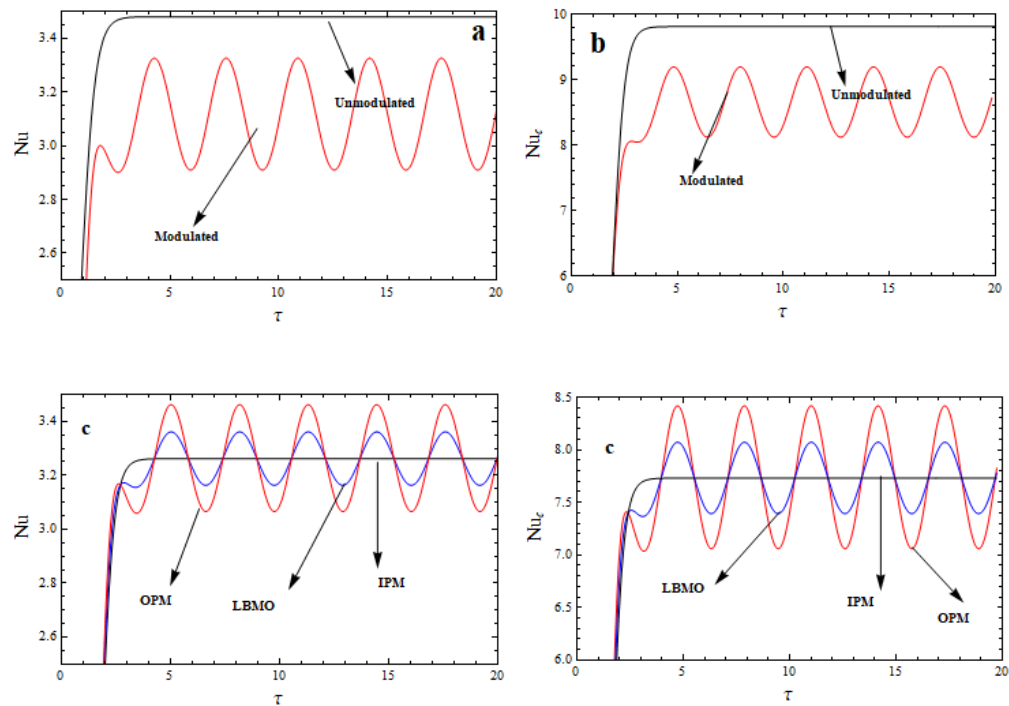 a
Nu
3.4
3.2
3.0
2.8
2.6
Unmodulated
Modulated
0 5 10 15 20
τ
b
Nu_c
10
9
8
7
6
Unmodulated
Modulated
0 5 10 15 20
τ
c
Nu
3.4
3.2
3.0
2.8
2.6
OPM
LBMO
IPM
0 5 10 15 20
τ
c
Nu_c
8.5
8.0
7.5
7.0
6.5
6.0
LBMO
IPM
OPM
0 5 10 15 20
τ